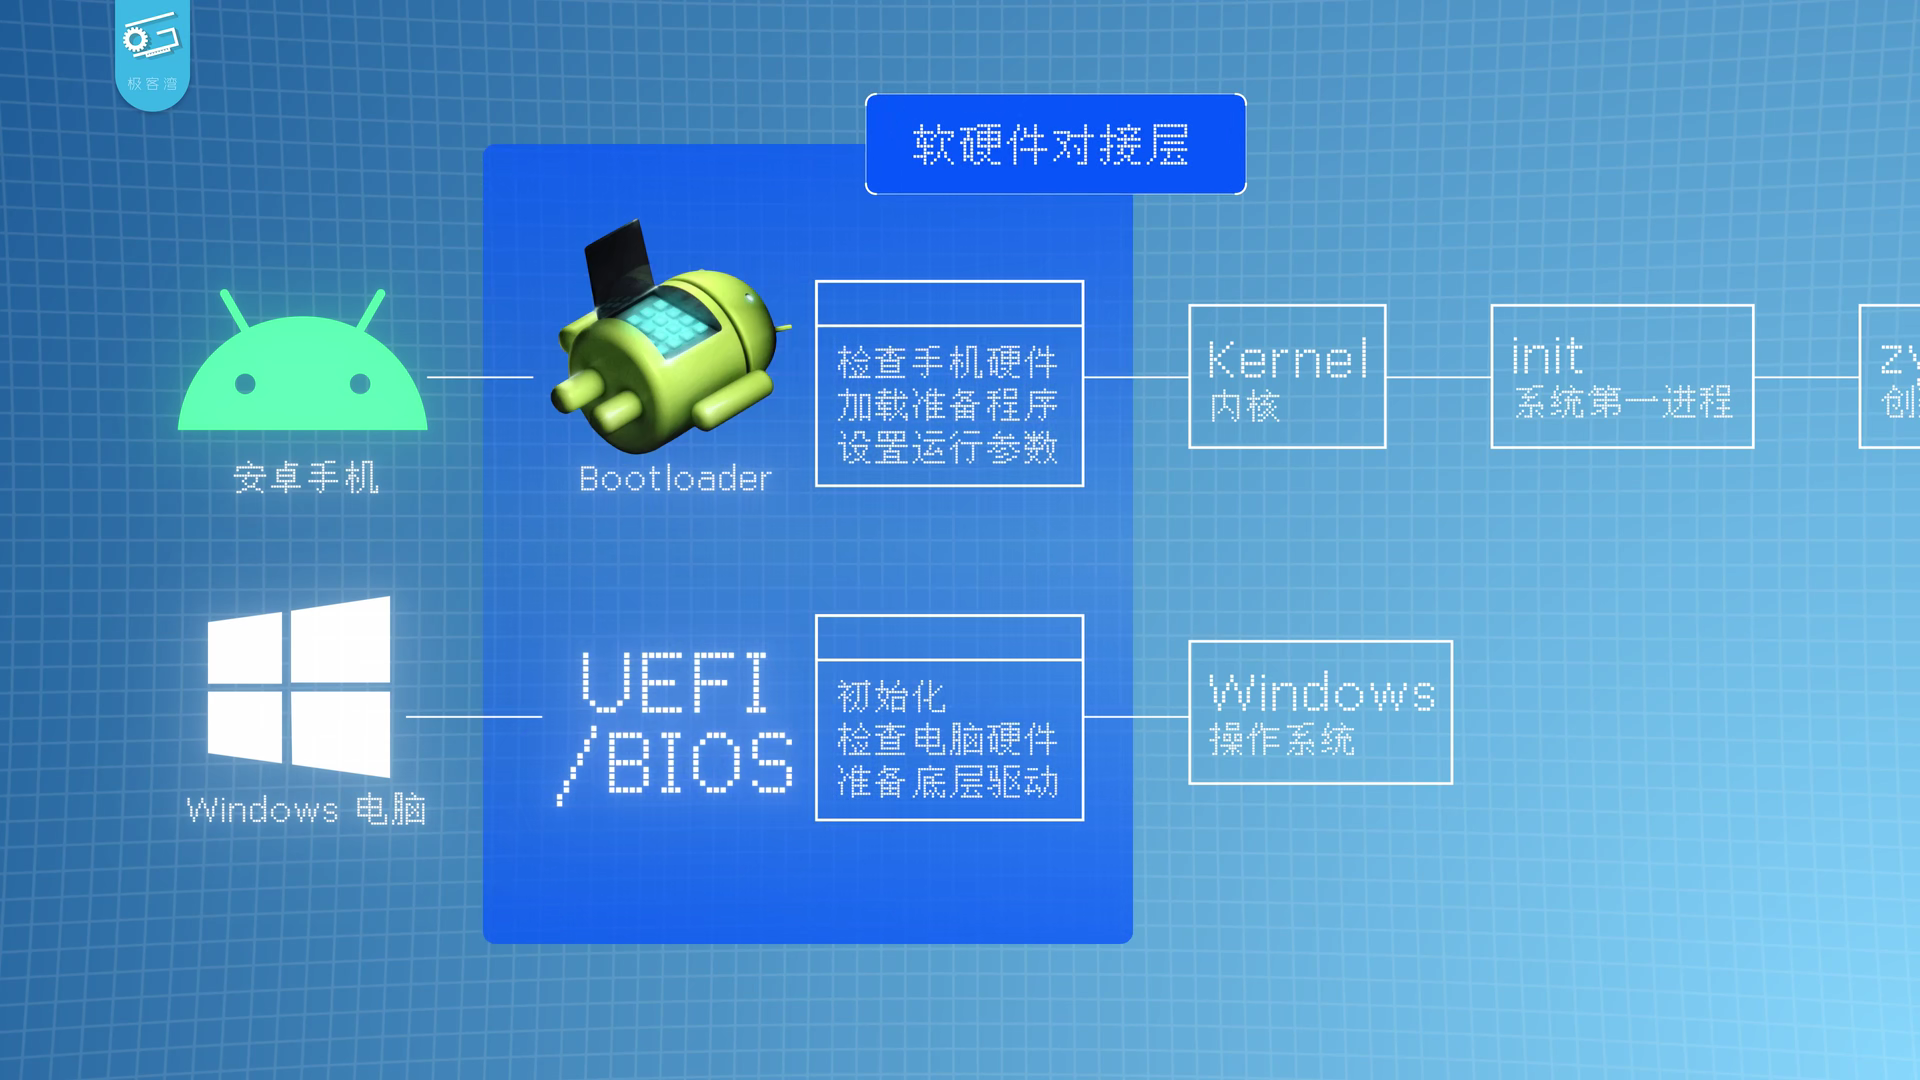 极客湾
软硬件对接层
检查手机硬件
加载准备程序
设置运行参数
Kernel
内核
init
系统第一进程
zy
创
安卓手机
Bootloader
UEFI
/BIOS
初始化
检查电脑硬件
准备底层驱动
Windows
操作系统
Windows 电脑